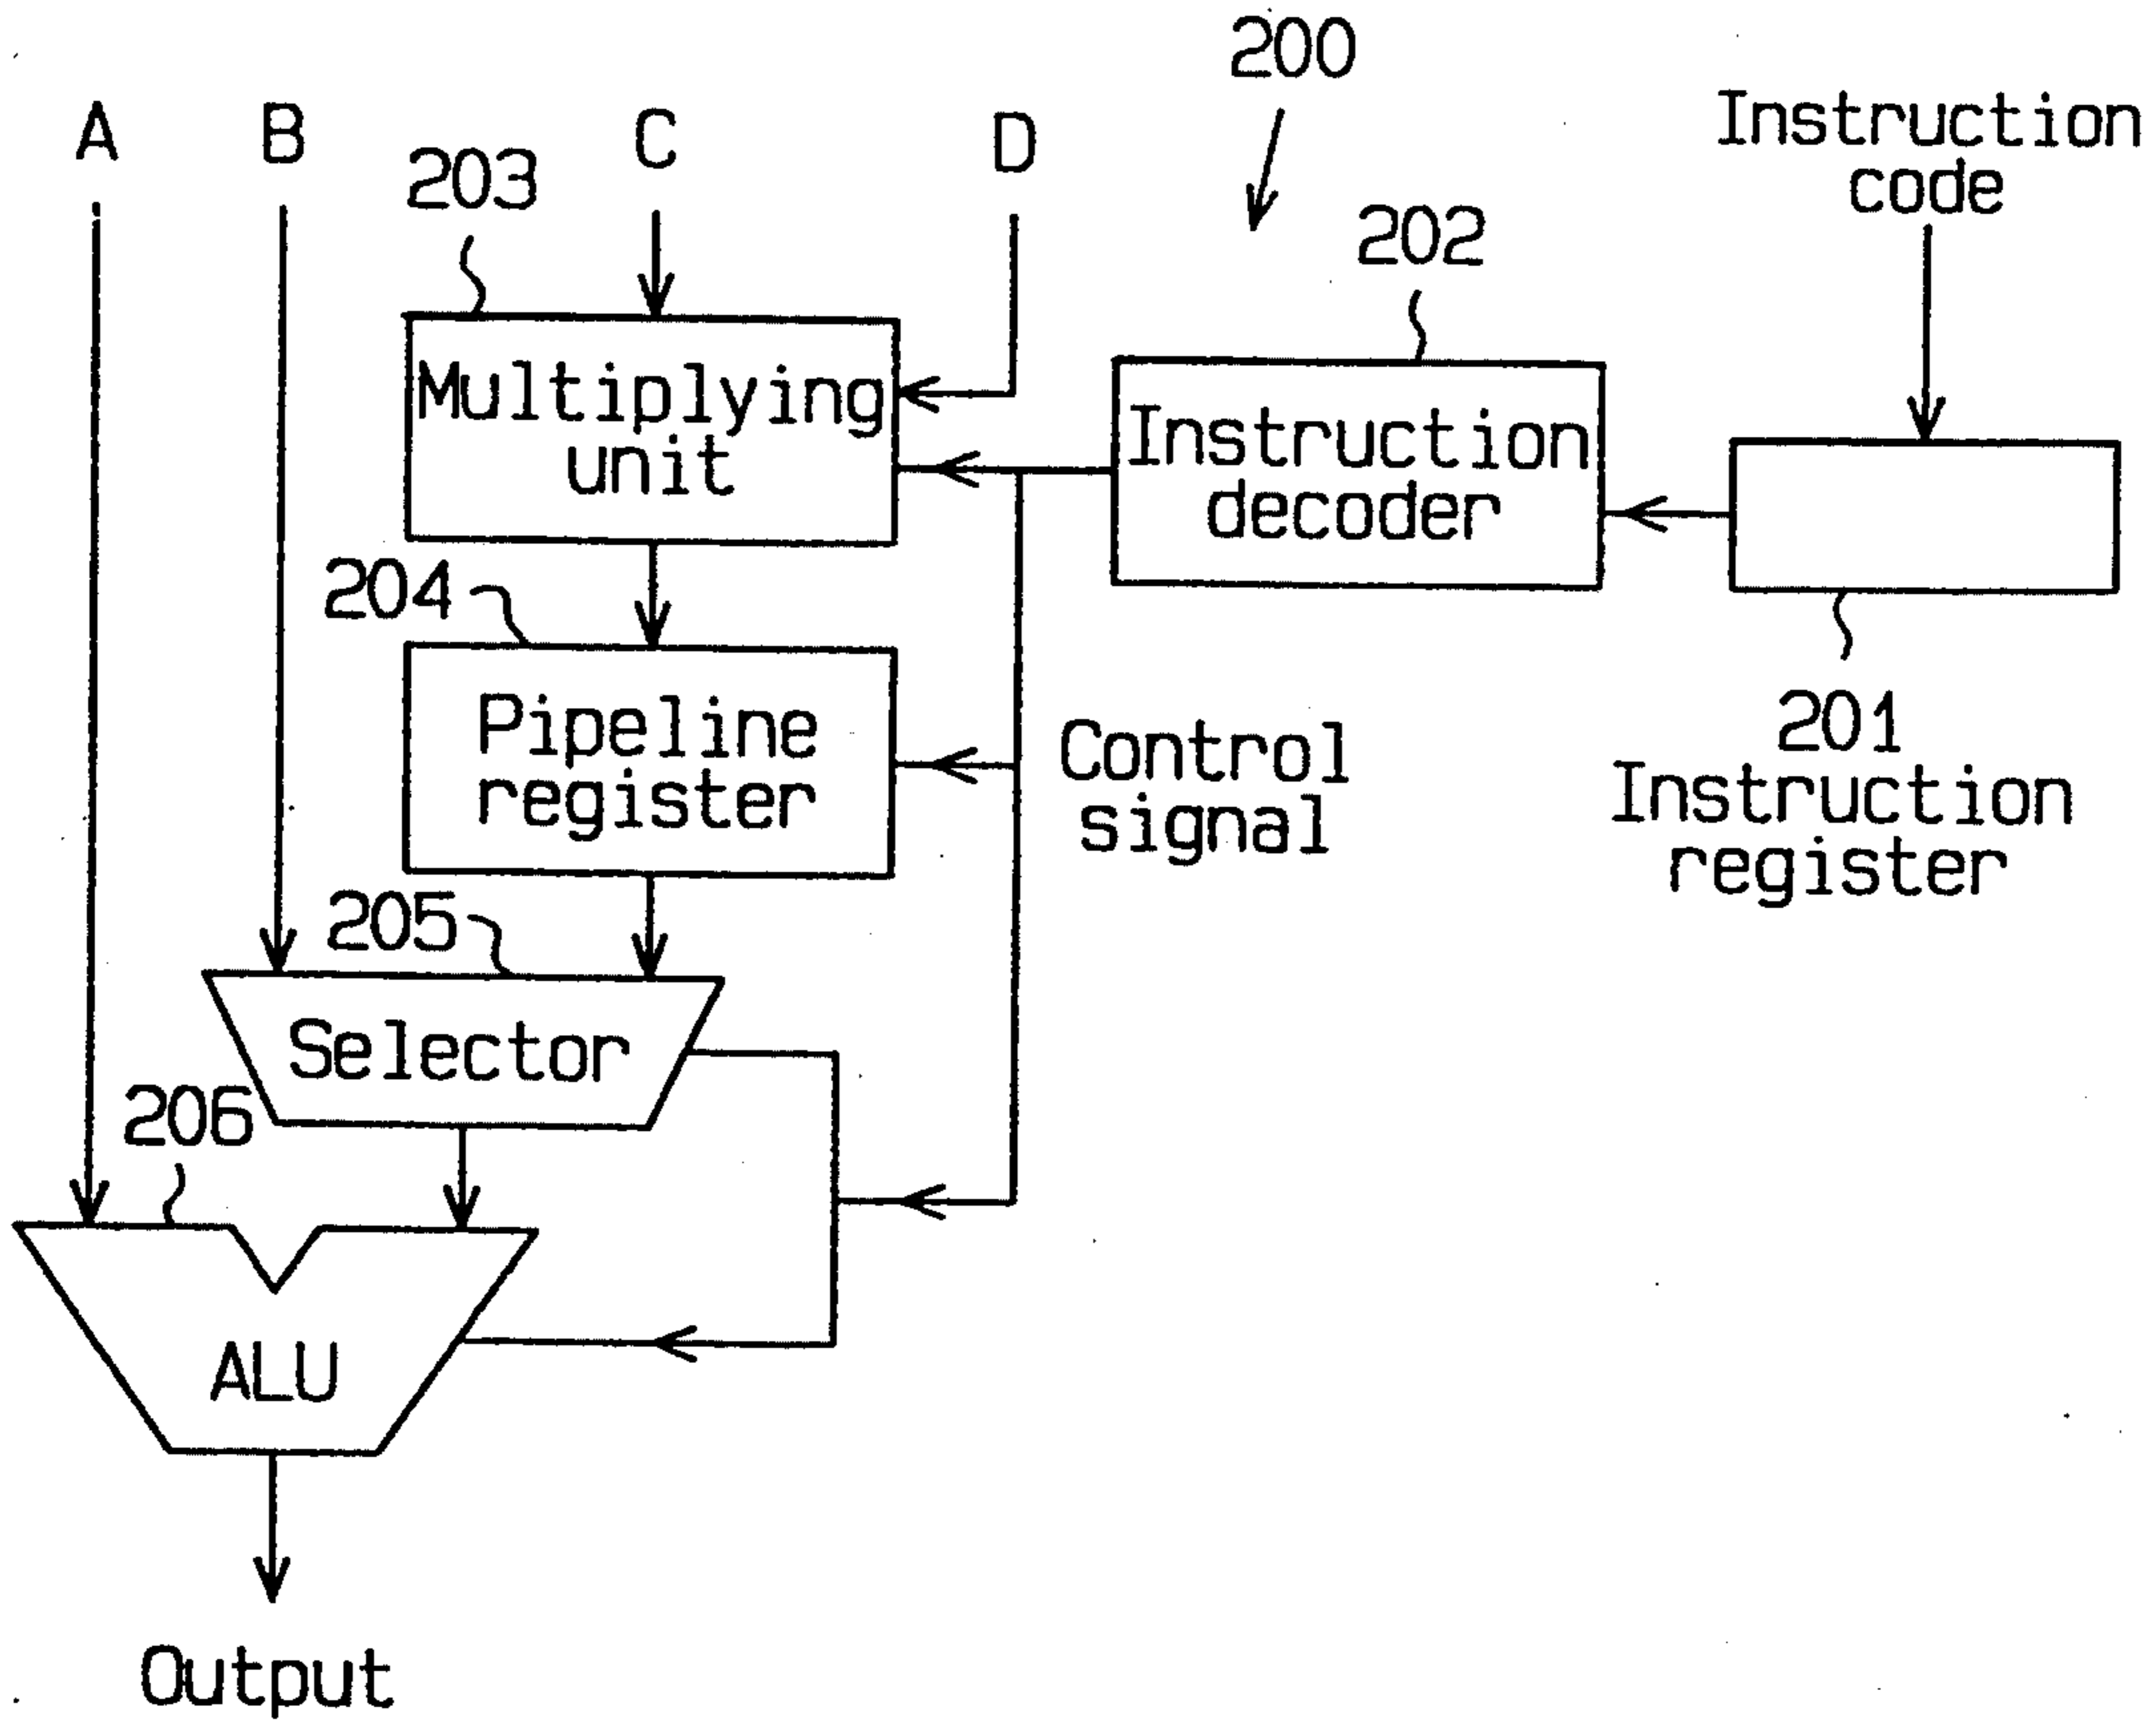 200
A
B
C
D
Instruction
code
203
202
Multiplying
unit
Instruction
decoder
204
201
Instruction
register
Pipeline
register
Control
signal
205
Selector
206
ALU
Output